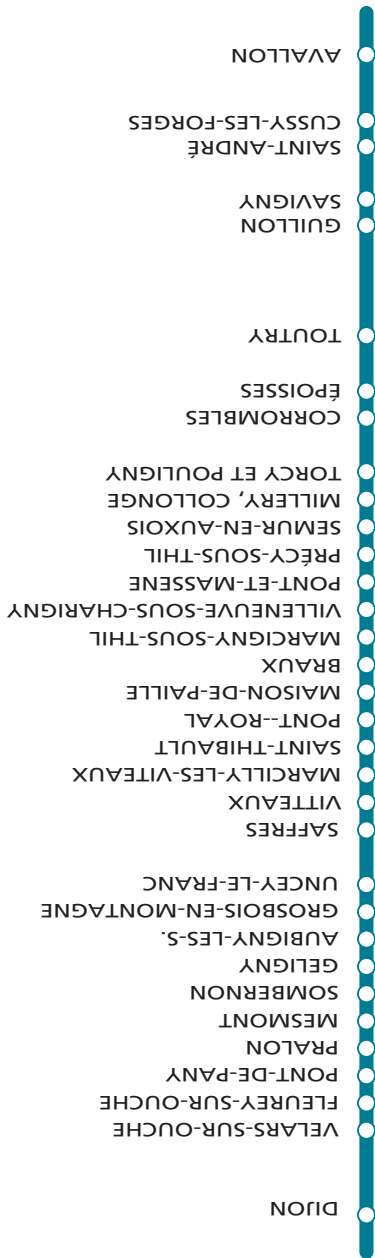 DIJON
VELARS-SUR-OUCHE
FLEUREY-SUR-OUCHE
PONT-DE-PANY
PRALON
MESMONT
SOMBERNON
GELIGNY
AUBIGNY-LES-S.
GROSBOIS-EN-MONTAGNE
UNCEY-LE-FRANC
SAFFRES
VITTEAUX
MARCILLY-LES-VITEAUX
SAINT-THIBAULT
PONT--ROYAL
MAISON-DE-PAILLE
BRAUX
MARCIGNY-SOUS-THIL
VILLENEUVE-SOUS-CHARIGNY
PONT-ET-MASSENE
PRÉCY-SOUS-THIL
SEMUR-EN-AUXOIS
MILLERY, COLLONGE
TORCY ET POULIGNY
CORROMBLES
ÉPOISSES
TOUTRY
GUILLON
SAVIGNY
SAINT-ANDRÉ
CUSSY-LES-FORGES
AVALLON